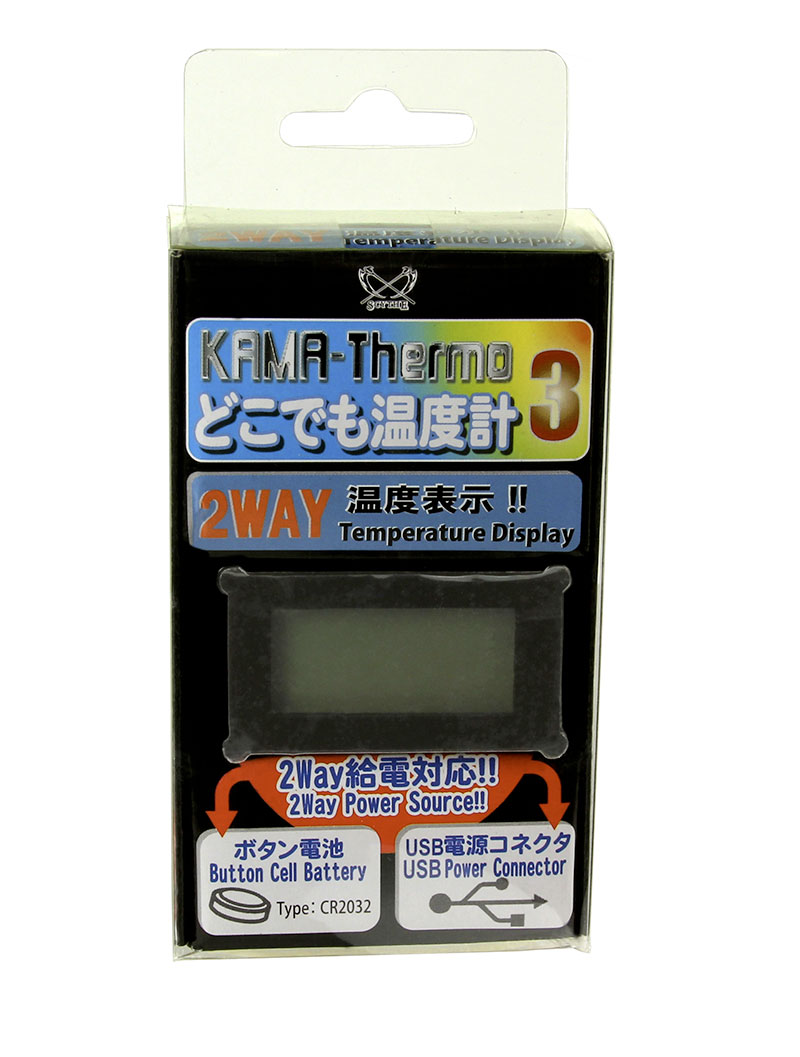 2WAY
Temperature Display
SCYTHE
KAMA-Thermo
どこでも温度計
3
2WAY 温度表示 !!
Temperature Display
2Way給電対応!!
2Way Power Source!!
ボタン電池
Button Cell Battery
Type: CR2032
USB電源コネクタ
USB Power Connector